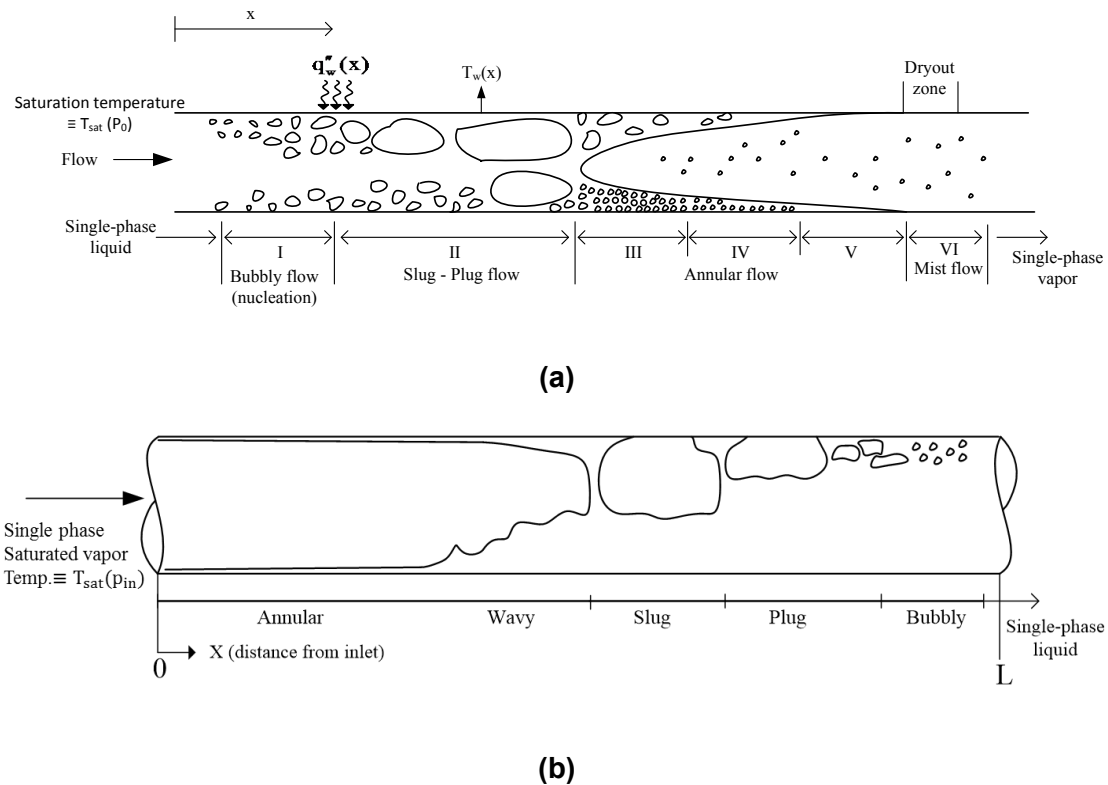 x
q″w(x)
Tw(x)
Dryout
zone
Saturation temperature
≡ Tsat (P0)
Flow
Single-phase
liquid
I
Bubbly flow
(nucleation)
II
Slug - Plug flow
III
IV
V
Annular flow
VI
Mist flow
Single-phase
vapor
(a)
Single phase
Saturated vapor
Temp.≡ Tsat(pin)
Annular
Wavy
Slug
Plug
Bubbly
Single-phase
liquid
0
X (distance from inlet)
L
(b)